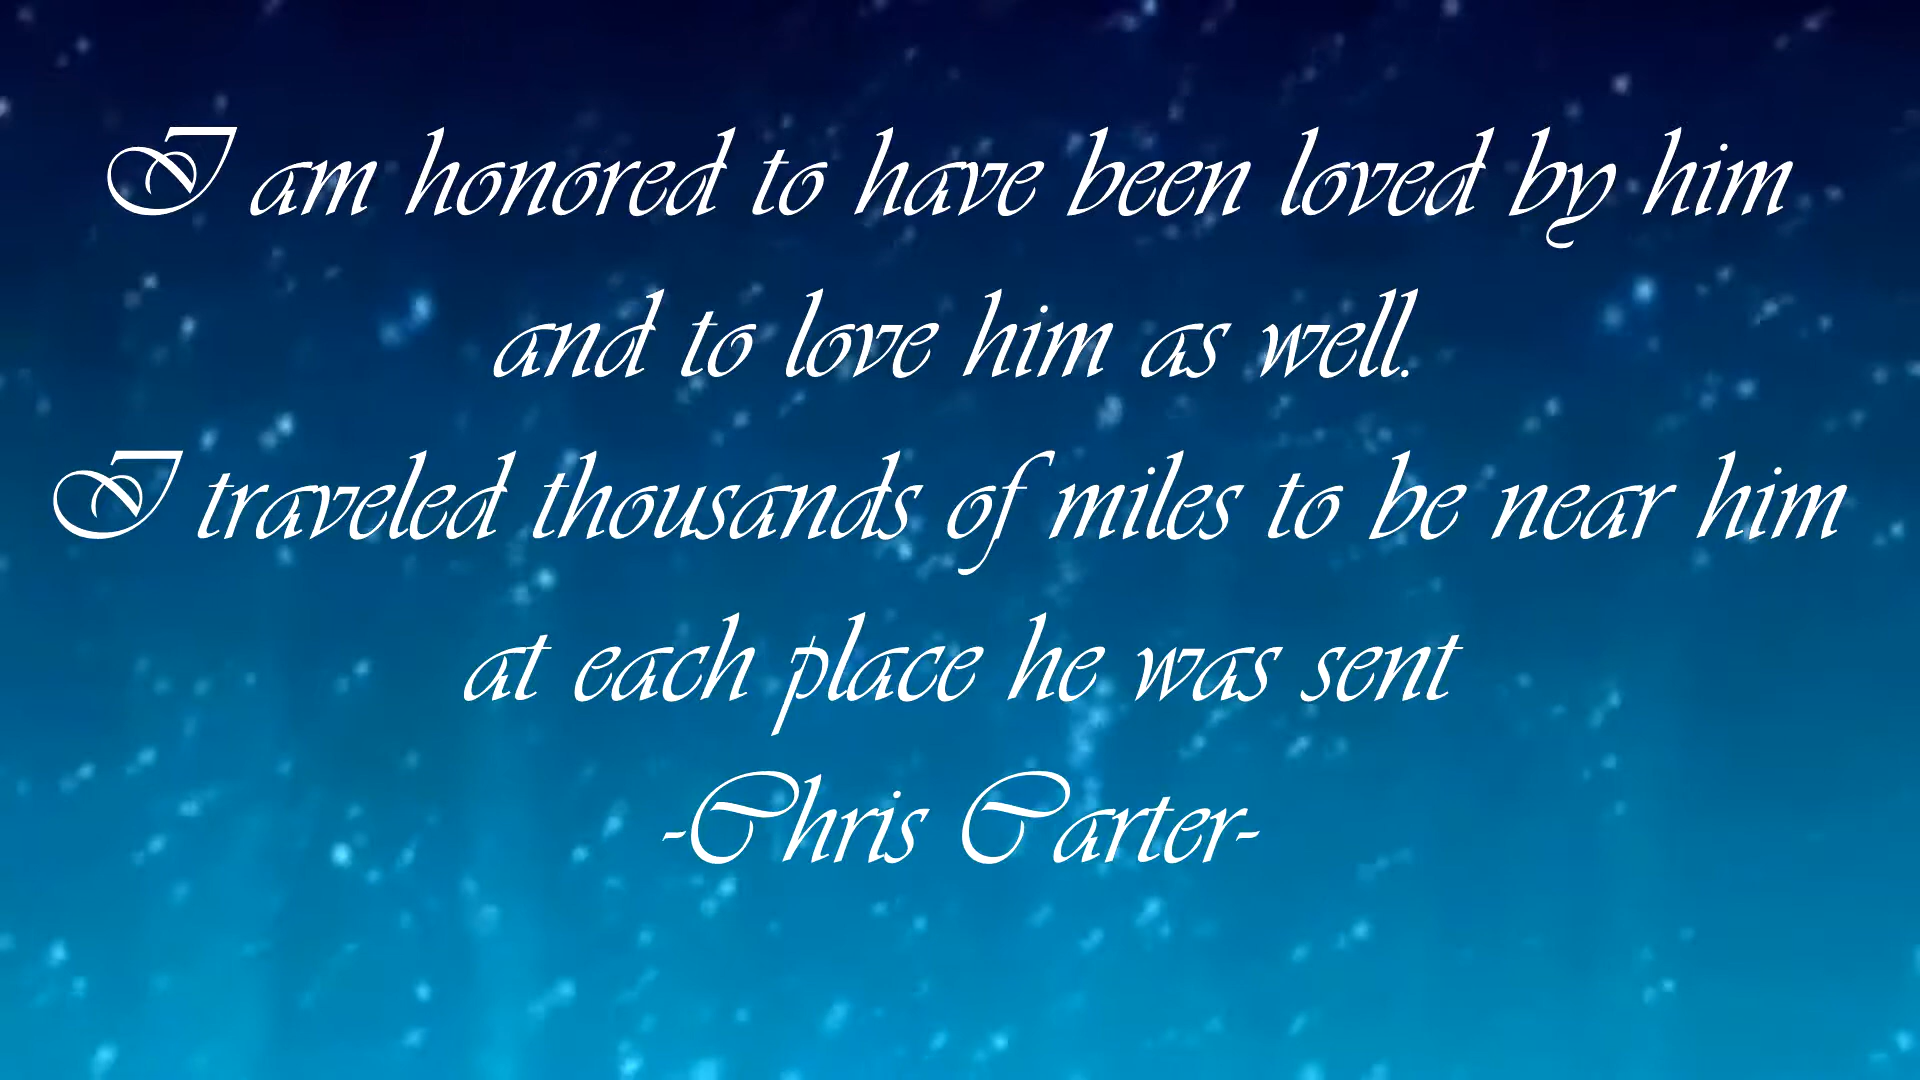 I am honored to have been loved by him
and to love him as well.
I traveled thousands of miles to be near him
at each place he was sent
-Chris Carter-